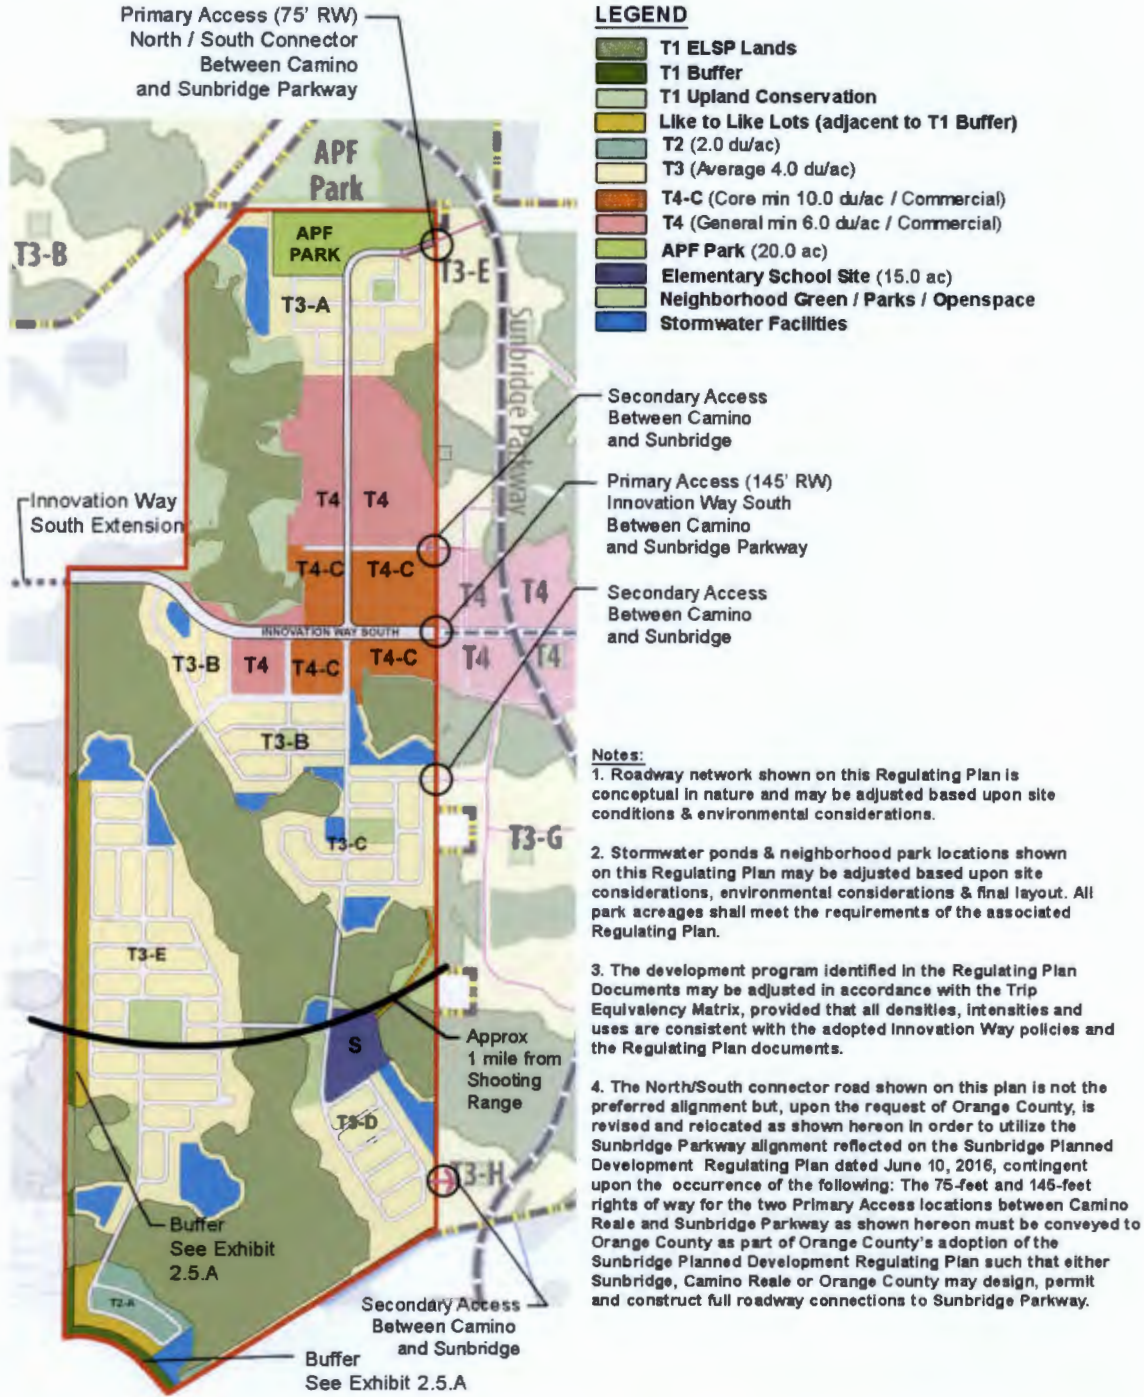 Primary Access (75' RW)
North / South Connector
Between Camino
and Sunbridge Parkway
LEGEND
T1 ELSP Lands
T1 Buffer
T1 Upland Conservation
Like to Like Lots (adjacent to T1 Buffer)
T2 (2.0 du/ac)
T3 (Average 4.0 du/ac)
T4-C (Core min 10.0 du/ac / Commercial)
T4 (General min 6.0 du/ac / Commercial)
APF Park (20.0 ac)
Elementary School Site (15.0 ac)
Neighborhood Green / Parks / Openspace
Stormwater Facilities
APF
Park
T3-B
APF
PARK
T3-E
T3-A
Sunbridge Parkway
Secondary Access
Between Camino
and Sunbridge
Innovation Way
South Extension
T4
T4
Primary Access (145' RW)
Innovation Way South
Between Camino
and Sunbridge Parkway
T4-C
T4-C
T4
T4
Secondary Access
Between Camino
and Sunbridge
INNOVATION WAY SOUTH
T3-B
T4
T4-C
T4-C
T4
T4
T3-B
T3-C
T3-G
T3-E
S
Approx
1 mile from
Shooting
Range
T3-D
T3-H
Buffer
See Exhibit
2.5.A
T2-A
Secondary Access
Between Camino
and Sunbridge
Buffer
See Exhibit 2.5.A
Notes:
1. Roadway network shown on this Regulating Plan is
conceptual in nature and may be adjusted based upon site
conditions & environmental considerations.
2. Stormwater ponds & neighborhood park locations shown
on this Regulating Plan may be adjusted based upon site
considerations, environmental considerations & final layout. All
park acreages shall meet the requirements of the associated
Regulating Plan.
3. The development program identified in the Regulating Plan
Documents may be adjusted in accordance with the Trip
Equivalency Matrix, provided that all densities, intensities and
uses are consistent with the adopted Innovation Way policies and
the Regulating Plan documents.
4. The North/South connector road shown on this plan is not the
preferred alignment but, upon the request of Orange County, is
revised and relocated as shown hereon in order to utilize the
Sunbridge Parkway alignment reflected on the Sunbridge Planned
Development Regulating Plan dated June 10, 2016, contingent
upon the occurrence of the following: The 75-feet and 145-feet
rights of way for the two Primary Access locations between Camino
Reale and Sunbridge Parkway as shown hereon must be conveyed to
Orange County as part of Orange County's adoption of the
Sunbridge Planned Development Regulating Plan such that either
Sunbridge, Camino Reale or Orange County may design, permit
and construct full roadway connections to Sunbridge Parkway.